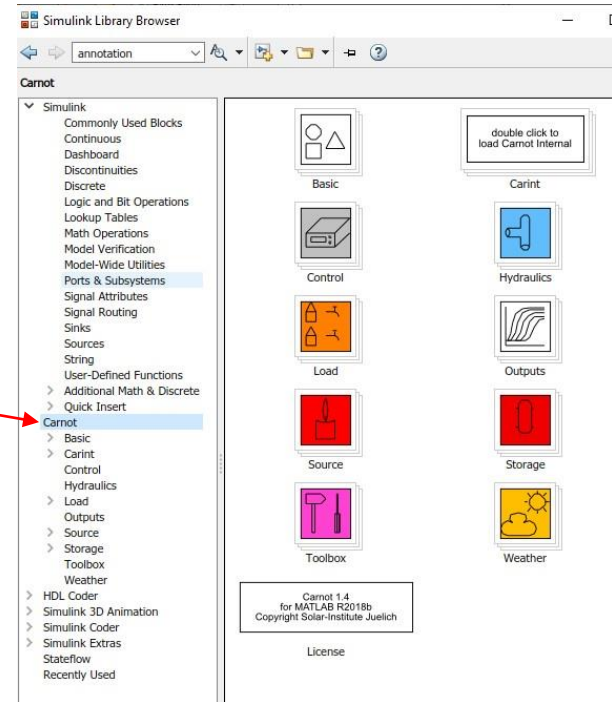 Simulink Library Browser
annotation
Carnot
Simulink
Commonly Used Blocks
Continuous
Dashboard
Discontinuities
Discrete
Logic and Bit Operations
Lookup Tables
Math Operations
Model Verification
Model-Wide Utilities
Ports & Subsystems
Signal Attributes
Signal Routing
Sinks
Sources
String
User-Defined Functions
Additional Math & Discrete
Quick Insert
Carnot
Basic
Carint
Control
Hydraulics
Load
Outputs
Source
Storage
Toolbox
Weather
HDL Coder
Simulink 3D Animation
Simulink Coder
Simulink Extras
Stateflow
Recently Used
Basic
double click to
load Carnot Internal
Carint
Control
Hydraulics
Load
Outputs
Source
Storage
Toolbox
Weather
Carnot 1.4
for MATLAB R2018b
Copyright Solar-Institute Juelich
License